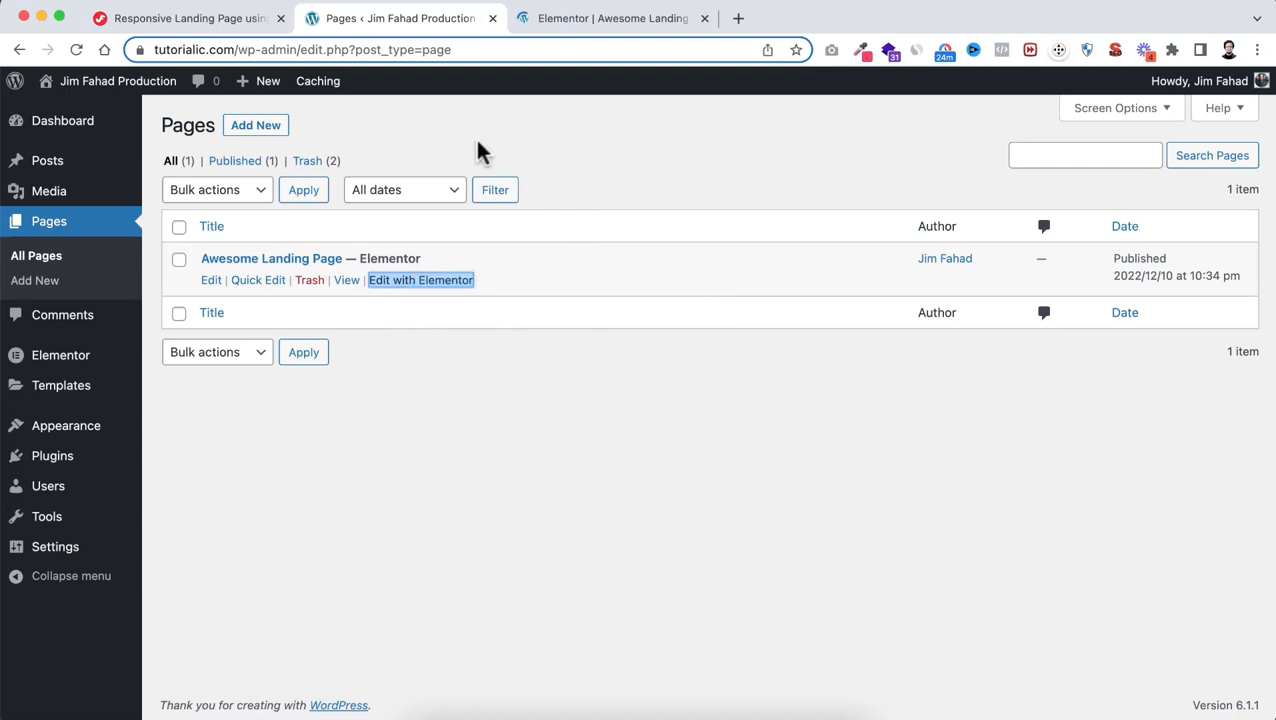 Responsive Landing Page using
Pages ‹ Jim Fahad Production
Elementor | Awesome Landing
tutorialic.com/wp-admin/edit.php?post_type=page
31
24m
4
Jim Fahad Production
0
New
Caching
Howdy, Jim Fahad
Dashboard
Posts
Media
Pages
All Pages
Add New
Comments
Elementor
Templates
Appearance
Plugins
Users
Tools
Settings
Collapse menu
Screen Options
Help
Pages
Add New
All (1) | Published (1) | Trash (2)
Search Pages
Bulk actions
Apply
All dates
Filter
1 item
Title
Author
Date
Awesome Landing Page — Elementor
Edit | Quick Edit | Trash | View | Edit with Elementor
Jim Fahad
—
Published
2022/12/10 at 10:34 pm
Title
Author
Date
Bulk actions
Apply
1 item
Thank you for creating with WordPress.
Version 6.1.1